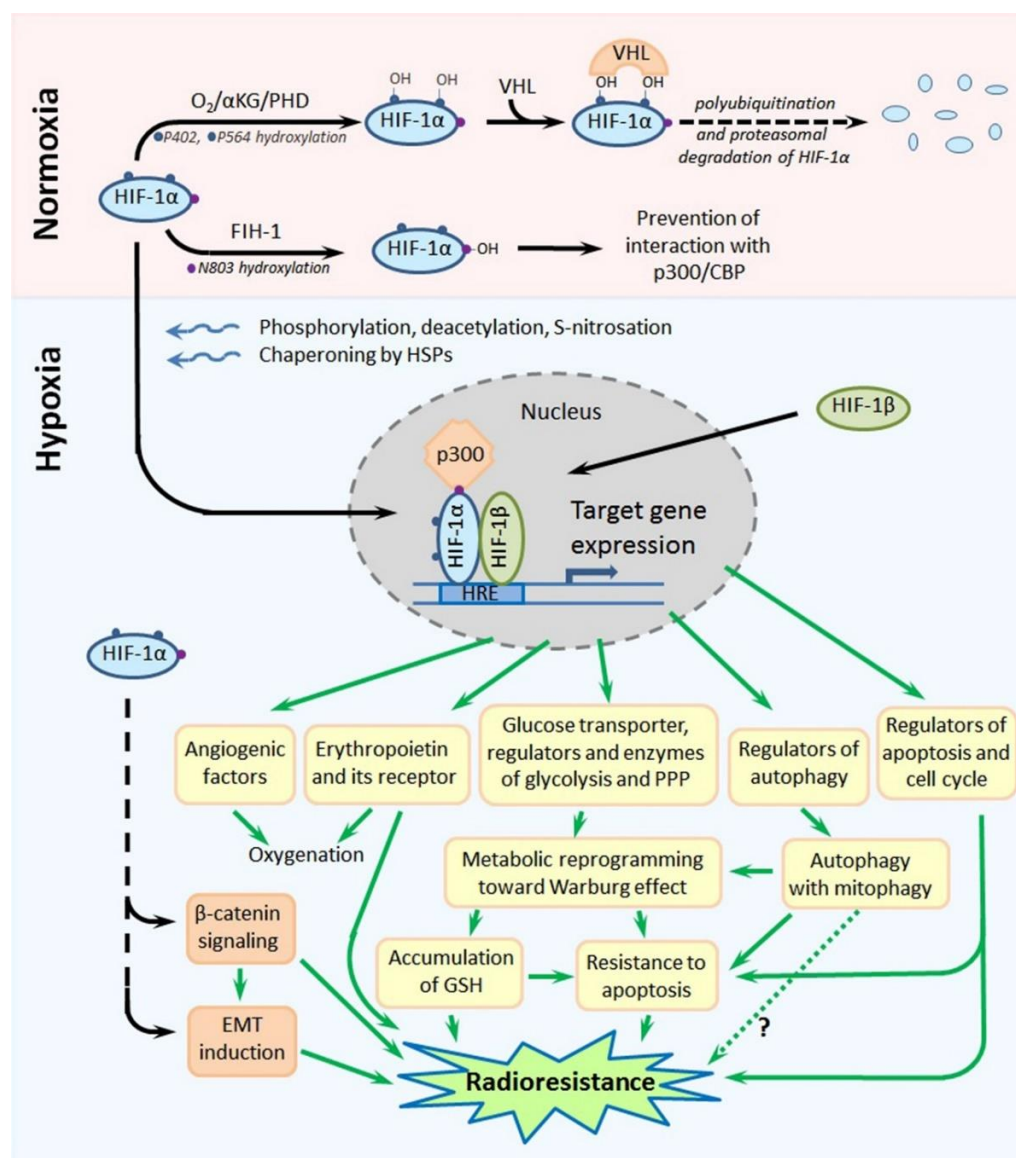 Normoxia
O₂/αKG/PHD
P402, P564 hydroxylation
HIF-1α
OH OH
HIF-1α
VHL
VHL
OH OH
HIF-1α
polyubiquitination
and proteasomal
degradation of HIF-1α
FIH-1
N803 hydroxylation
HIF-1α
OH
Prevention of
interaction with
p300/CBP
Hypoxia
Phosphorylation, deacetylation, S-nitrosation
Chaperoning by HSPs
Nucleus
HIF-1β
p300
HIF-1α
HIF-1β
Target gene
expression
HRE
HIF-1α
Angiogenic
factors
Erythropoietin
and its receptor
Glucose transporter,
regulators and enzymes
of glycolysis and PPP
Regulators of
autophagy
Regulators of
apoptosis and
cell cycle
Oxygenation
Metabolic reprogramming
toward Warburg effect
Autophagy
with mitophagy
β-catenin
signaling
Accumulation
of GSH
Resistance to
apoptosis
EMT
induction
?
Radioresistance